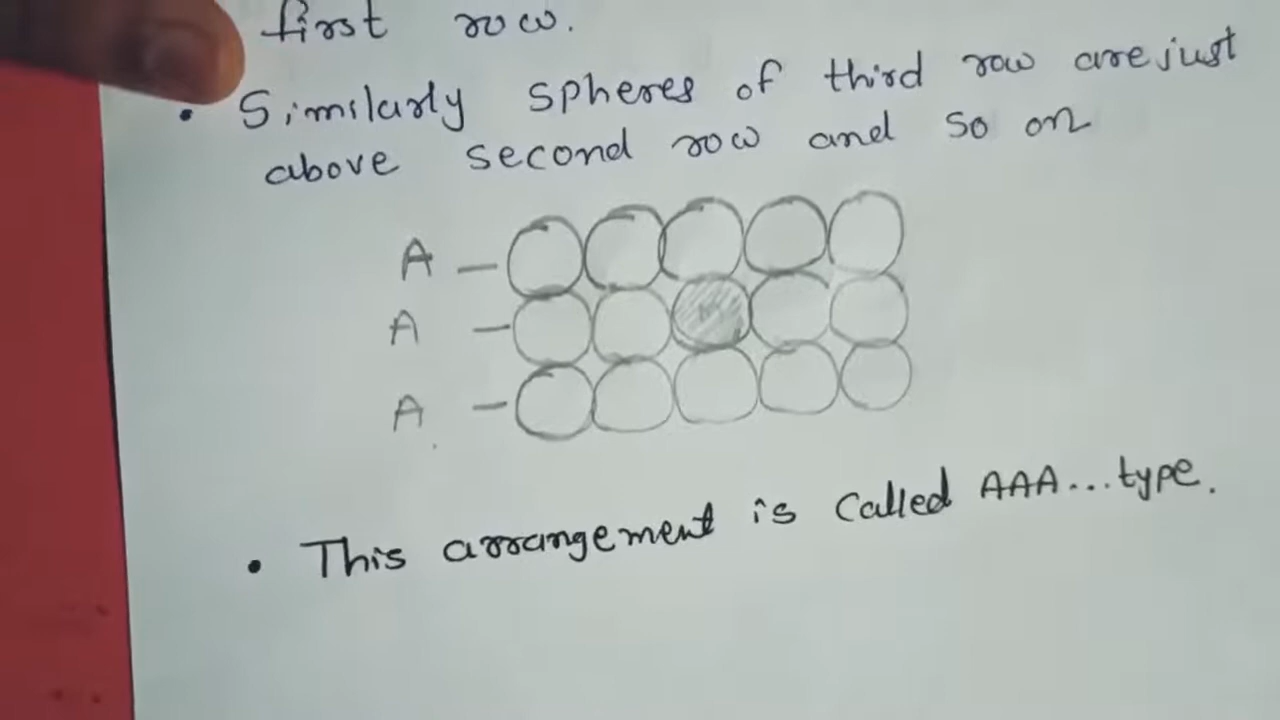 first row.
• Similarly spheres of third row are just
above second row and so on
A —
A —
A —
• This arrangement is called AAA...type.